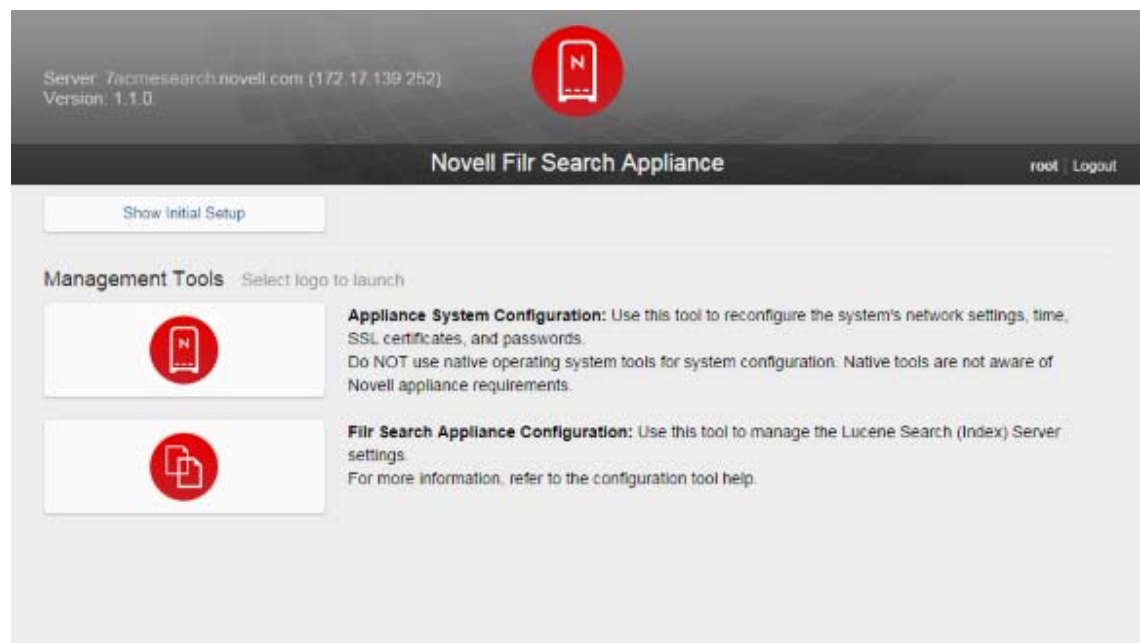 Server: 7acmesearch.novell.com (172.17.139.252)
Version: 1.1.0.
N
Novell Filr Search Appliance
root | Logout
Show Initial Setup
Management Tools Select logo to launch
N
Appliance System Configuration: Use this tool to reconfigure the system's network settings, time,
SSL certificates, and passwords.
Do NOT use native operating system tools for system configuration. Native tools are not aware of
Novell appliance requirements.
Filr Search Appliance Configuration: Use this tool to manage the Lucene Search (Index) Server
settings.
For more information, refer to the configuration tool help.